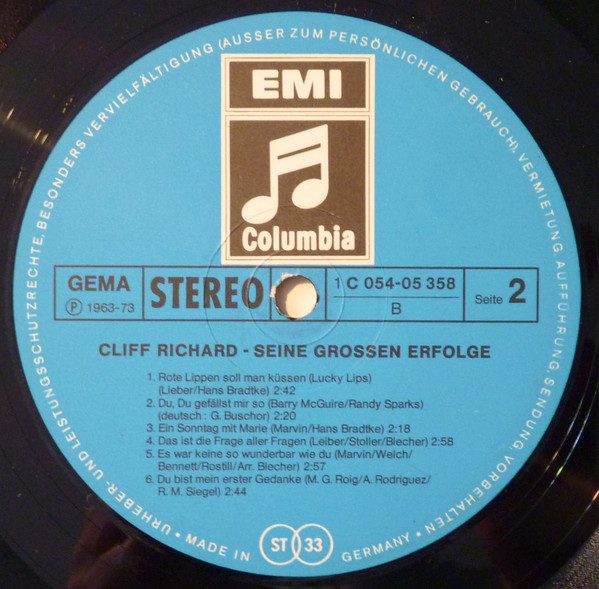 URHEBER- UND LEISTUNGSSCHUTZRECHTE, BESONDERS VERVIELFÄLTIGUNG (AUSSER ZUM PERSÖNLICHEN GEBRAUCH), VERMIETUNG, AUFFÜHRUNG, SENDUNG VORBEHALTEN •
EMI
Columbia
GEMA
Ⓟ 1963-73
STEREO
1 C 054-05 358
B
Seite 2
CLIFF RICHARD - SEINE GROSSEN ERFOLGE
1. Rote Lippen soll man küssen (Lucky Lips)
(Lieber/Hans Bradtke) 2:42
2. Du, Du gefällst mir so (Barry McGuire/Randy Sparks)
(deutsch: G. Buschor) 2:20
3. Ein Sonntag mit Marie (Marvin/Hans Bradtke) 2:18
4. Das ist die Frage aller Fragen (Leiber/Stoller/Blecher) 2:58
5. Es war keine so wunderbar wie du (Marvin/Welch/
Bennett/Rostill/Arr. Blecher) 2:57
6. Du bist mein erster Gedanke (M. G. Roig/A. Rodriguez/
R. M. Siegel) 2:44
• MADE IN
ST 33
GERMANY